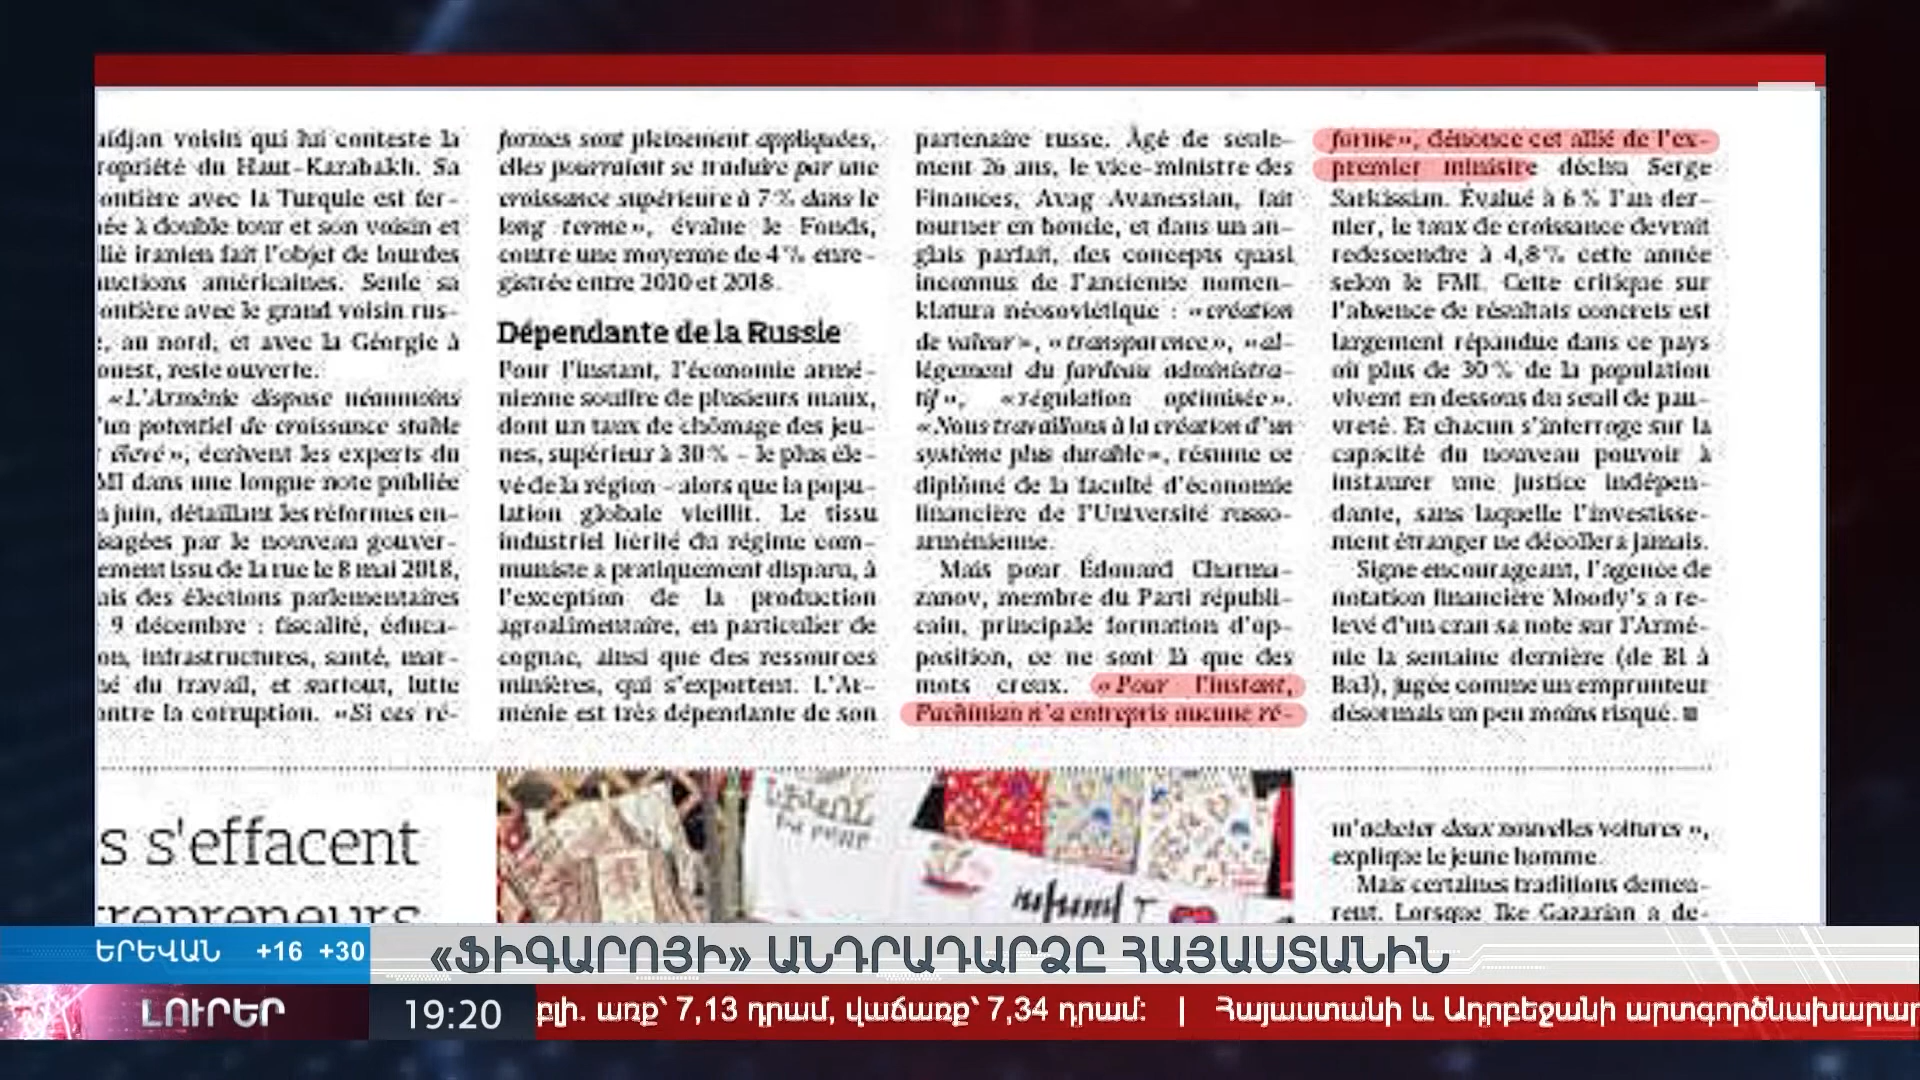 aïdjan voisin qui lui conteste la
ropriété du Haut-Karabakh. Sa
ontière avec la Turquie est fer-
ée à double tour et son voisin et
lié iranien fait l'objet de lourdes
anctions américaines. Seule sa
ontière avec le grand voisin rus-
, au nord, et avec la Géorgie à
ouest, reste ouverte.
«L'Arménie dispose néanmoins
'un potentiel de croissance stable
élevé», écrivent les experts du
MI dans une longue note publiée
n juin, détaillant les réformes en-
sagées par le nouveau gouver-
ement issu de la rue le 8 mai 2018,
uis des élections parlementaires
9 décembre : fiscalité, éduca-
on, infrastructures, santé, mar-
hé du travail, et surtout, lutte
ontre la corruption. «Si ces ré-
formes sont pleinement appliquées,
elles pourraient se traduire par une
croissance supérieure à 7 % dans le
long terme», évalue le Fonds,
contre une moyenne de 4 % enre-
gistrée entre 2010 et 2018.
Dépendante de la Russie
Pour l'instant, l'économie armé-
nienne souffre de plusieurs maux,
dont un taux de chômage des jeu-
nes, supérieur à 30 % - le plus éle-
vé de la région - alors que la popu-
lation globale vieillit. Le tissu
industriel hérité du régime com-
muniste a pratiquement disparu, à
l'exception de la production
agroalimentaire, en particulier de
cognac, ainsi que des ressources
minières, qui s'exportent. L'Ar-
ménie est très dépendante de son
partenaire russe. Âgé de seule-
ment 26 ans, le vice-ministre des
Finances, Avag Avanessian, fait
tourner en boucle, et dans un an-
glais parfait, des concepts quasi
inconnus de l'ancienne nomen-
klatura néosoviétique : «création
de valeur», «transparence», «al-
légement du fardeau administra-
tif», «régulation optimisée».
«Nous travaillons à la création d'un
système plus durable», résume ce
diplômé de la faculté d'économie
financière de l'Université russo-
arménienne.
Mais pour Édouard Charma-
zanov, membre du Parti républi-
cain, principale formation d'op-
position, ce ne sont là que des
mots creux. «Pour l'instant,
Pachinian n'a entrepris aucune ré-
forme», dénonce cet allié de l'ex-
premier ministre déchu Serge
Sarkissian. Évalué à 6 % l'an der-
nier, le taux de croissance devrait
redescendre à 4,8 % cette année
selon le FMI. Cette critique sur
l'absence de résultats concrets est
largement répandue dans ce pays
où plus de 30 % de la population
vivent en dessous du seuil de pau-
vreté. Et chacun s'interroge sur la
capacité du nouveau pouvoir à
instaurer une justice indépen-
dante, sans laquelle l'investisse-
ment étranger ne décollera jamais.
Signe encourageant, l'agence de
notation financière Moody's a re-
levé d'un cran sa note sur l'Armé-
nie la semaine dernière (de B1 à
Ba3), jugée comme un emprunteur
désormais un peu moins risqué.
s s'effacent
trepreneurs
m'acheter deux nouvelles voitures»,
explique le jeune homme.
Mais certaines traditions demeu-
rent. Lorsque Ike Gazarian a dé-
ԵՐԵՎԱՆ +16 +30
«ՖԻԳԱՐՈՅԻ» ԱՆԴՐԱԴԱՐՁԸ ՀԱՅԱՍՏԱՆԻՆ
ԼՈՒՐԵՐ
19:20
բլի. առք՝ 7,13 դրամ, վաճառք՝ 7,34 դրամ: | Հայաստանի և Ադրբեջանի արտգործնախարար